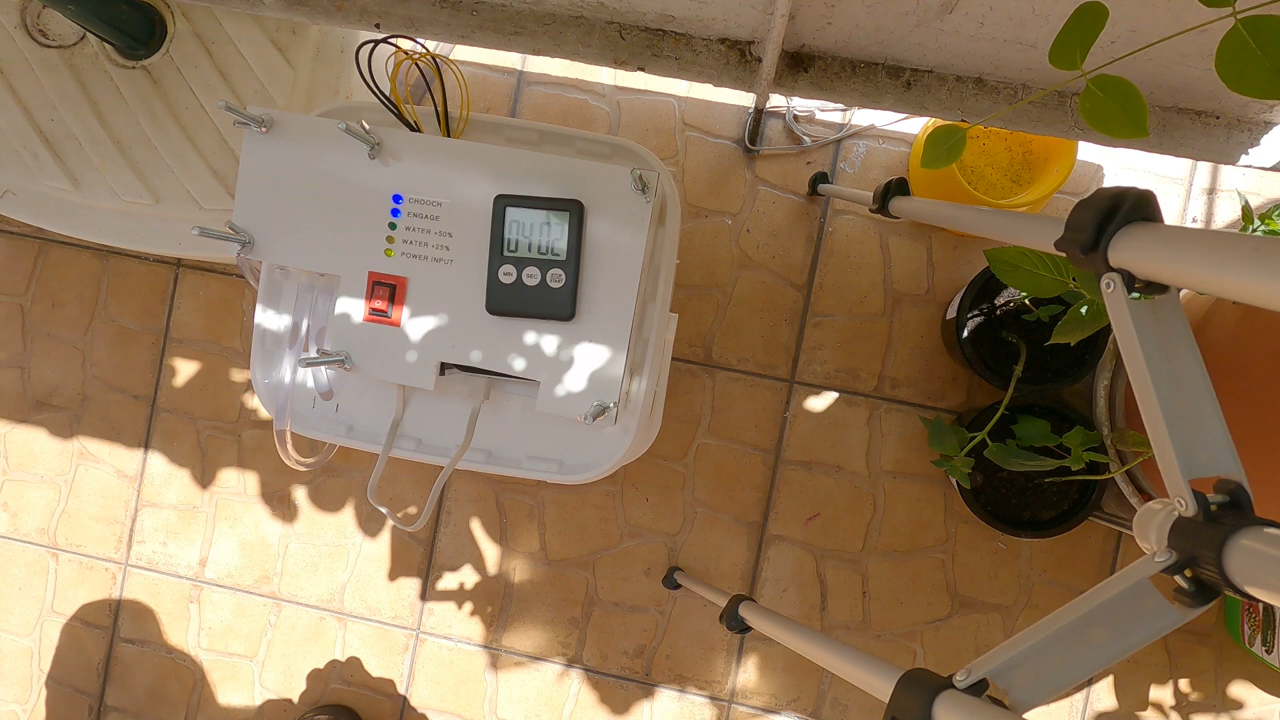 CHOOCH
ENGAGE
WATER +50%
WATER +25%
POWER INPUT
04 02
MIN
SEC
STOP
START